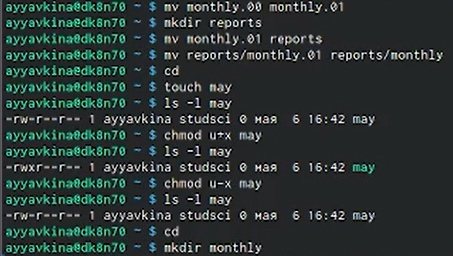 ayyavkina@dk8n70 ~ $ mv monthly.00 monthly.01
ayyavkina@dk8n70 ~ $ mkdir reports
ayyavkina@dk8n70 ~ $ mv monthly.01 reports
ayyavkina@dk8n70 ~ $ mv reports/monthly.01 reports/monthly
ayyavkina@dk8n70 ~ $ cd
ayyavkina@dk8n70 ~ $ touch may
ayyavkina@dk8n70 ~ $ ls -l may
-rw-r--r-- 1 ayyavkina studsci 0 мая  6 16:42 may
ayyavkina@dk8n70 ~ $ chmod u+x may
ayyavkina@dk8n70 ~ $ ls -l may
-rwxr--r-- 1 ayyavkina studsci 0 мая  6 16:42 may
ayyavkina@dk8n70 ~ $ chmod u-x may
ayyavkina@dk8n70 ~ $ ls -l may
-rw-r--r-- 1 ayyavkina studsci 0 мая  6 16:42 may
ayyavkina@dk8n70 ~ $ cd
ayyavkina@dk8n70 ~ $ mkdir monthly